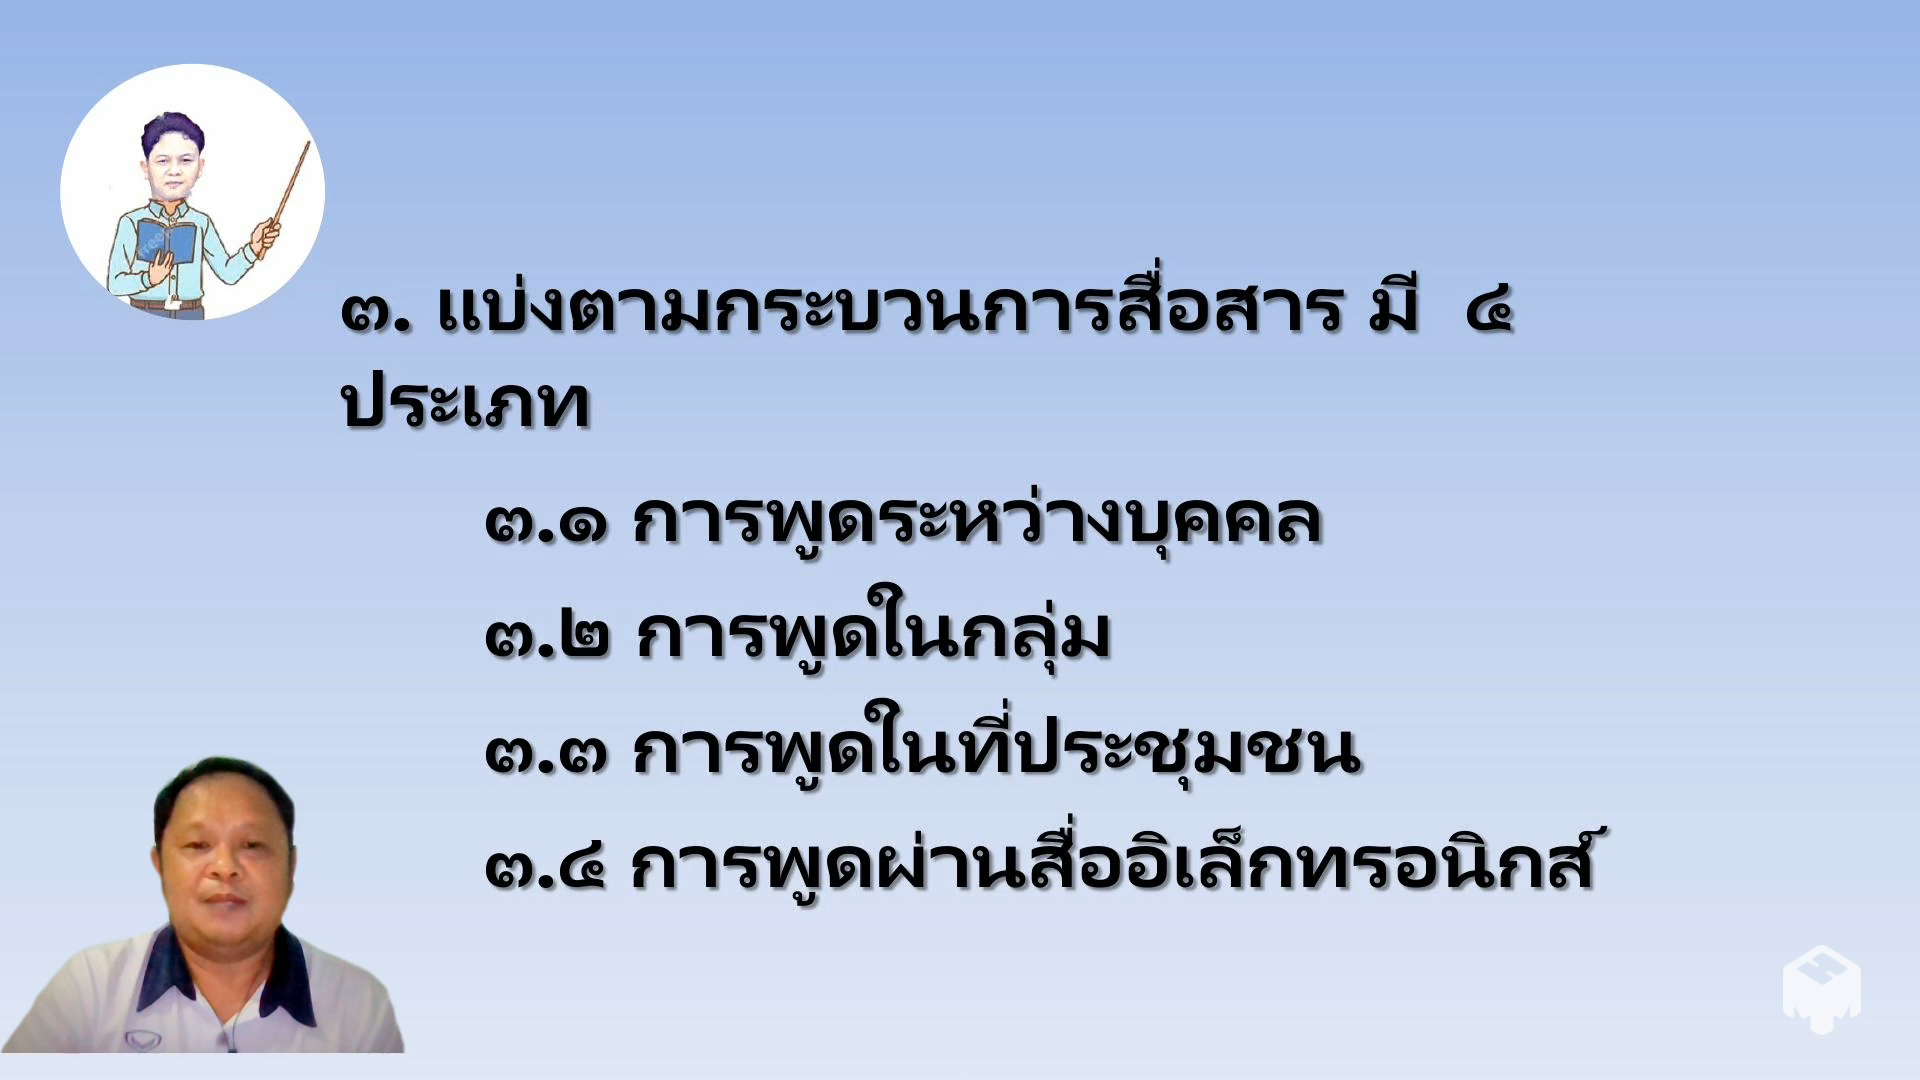 ๓. แบ่งตามกระบวนการสื่อสาร มี ๔
ประเภท
๓.๑ การพูดระหว่างบุคคล
๓.๒ การพูดในกลุ่ม
๓.๓ การพูดในที่ประชุมชน
๓.๔ การพูดผ่านสื่ออิเล็กทรอนิกส์